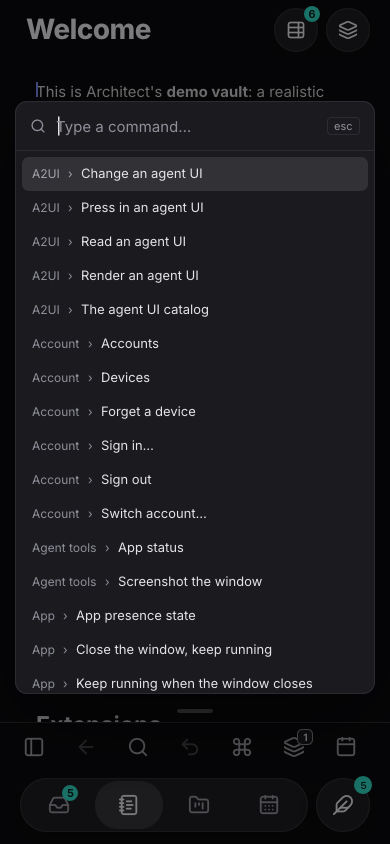 Welcome
6
This is Architect's demo vault: a realistic
Type a command...
esc
A2UI › Change an agent UI
A2UI › Press in an agent UI
A2UI › Read an agent UI
A2UI › Render an agent UI
A2UI › The agent UI catalog
Account › Accounts
Account › Devices
Account › Forget a device
Account › Sign in...
Account › Sign out
Account › Switch account...
Agent tools › App status
Agent tools › Screenshot the window
App › App presence state
App › Close the window, keep running
App › Keep running when the window closes
Extensions
1
5
5